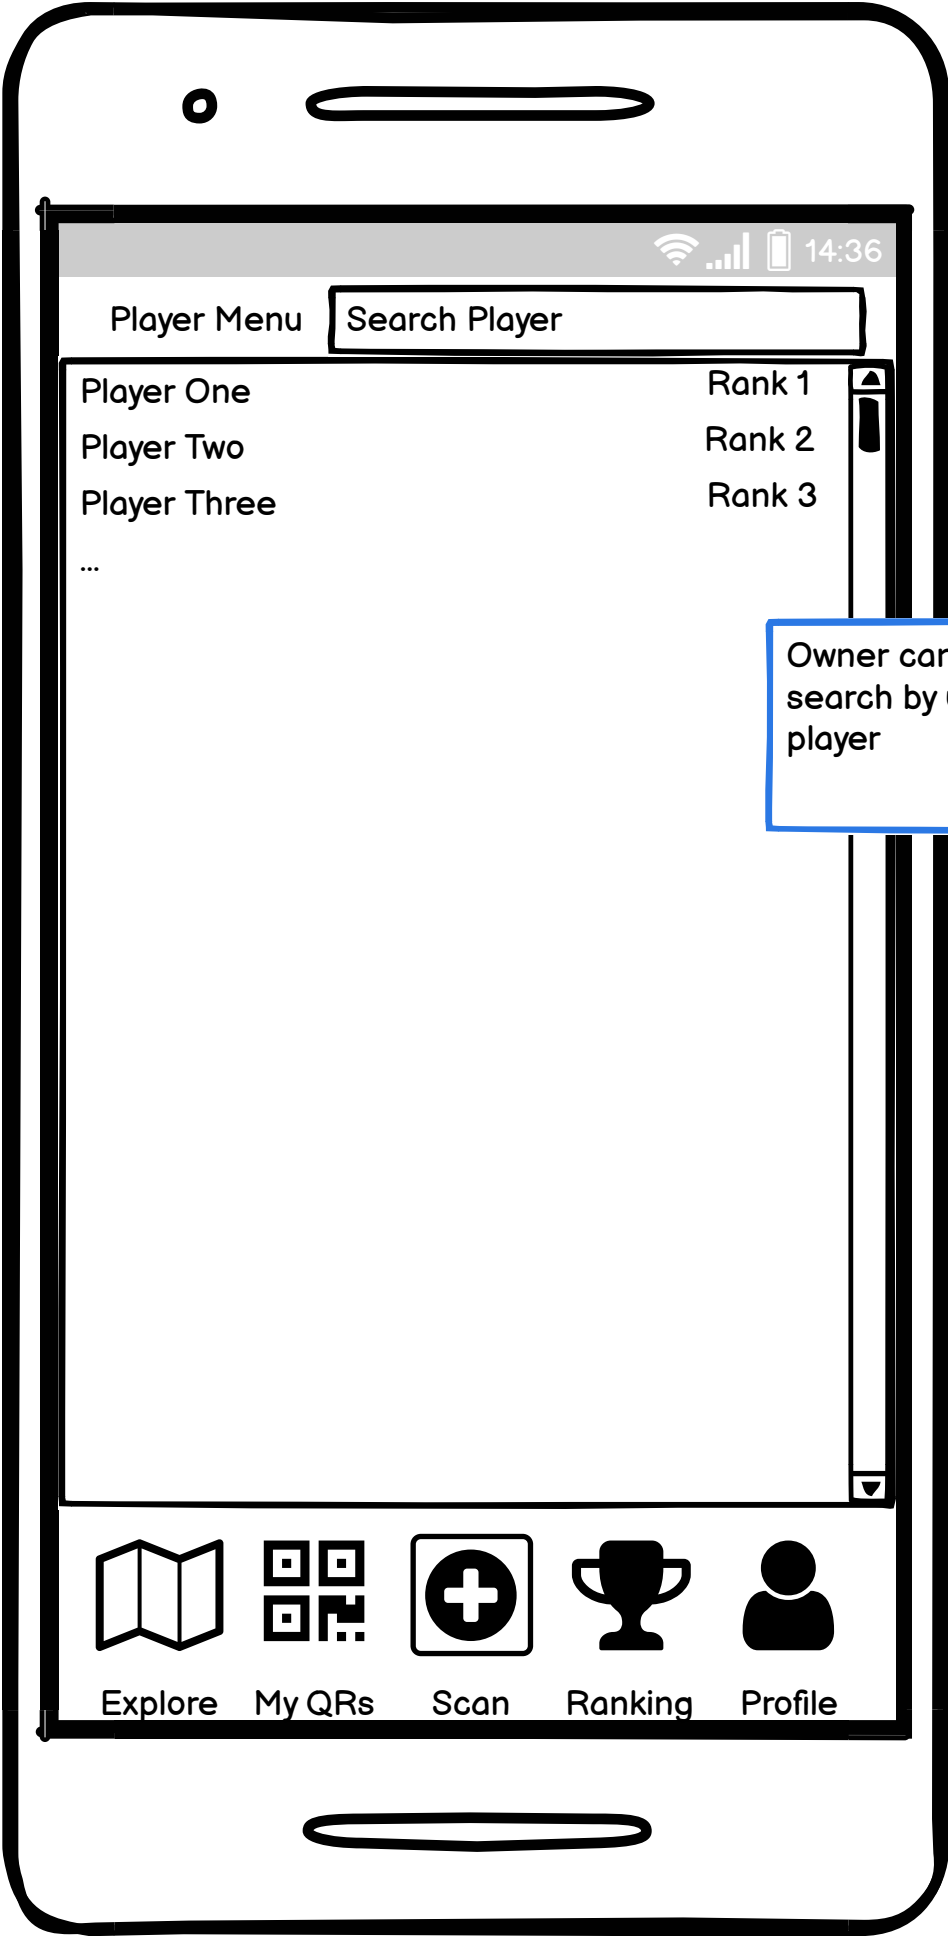 14:36
Player Menu
Search Player
Player One Rank 1
Player Two Rank 2
Player Three Rank 3
...
Owner
search by
player
Explore My QRs Scan Ranking Profile